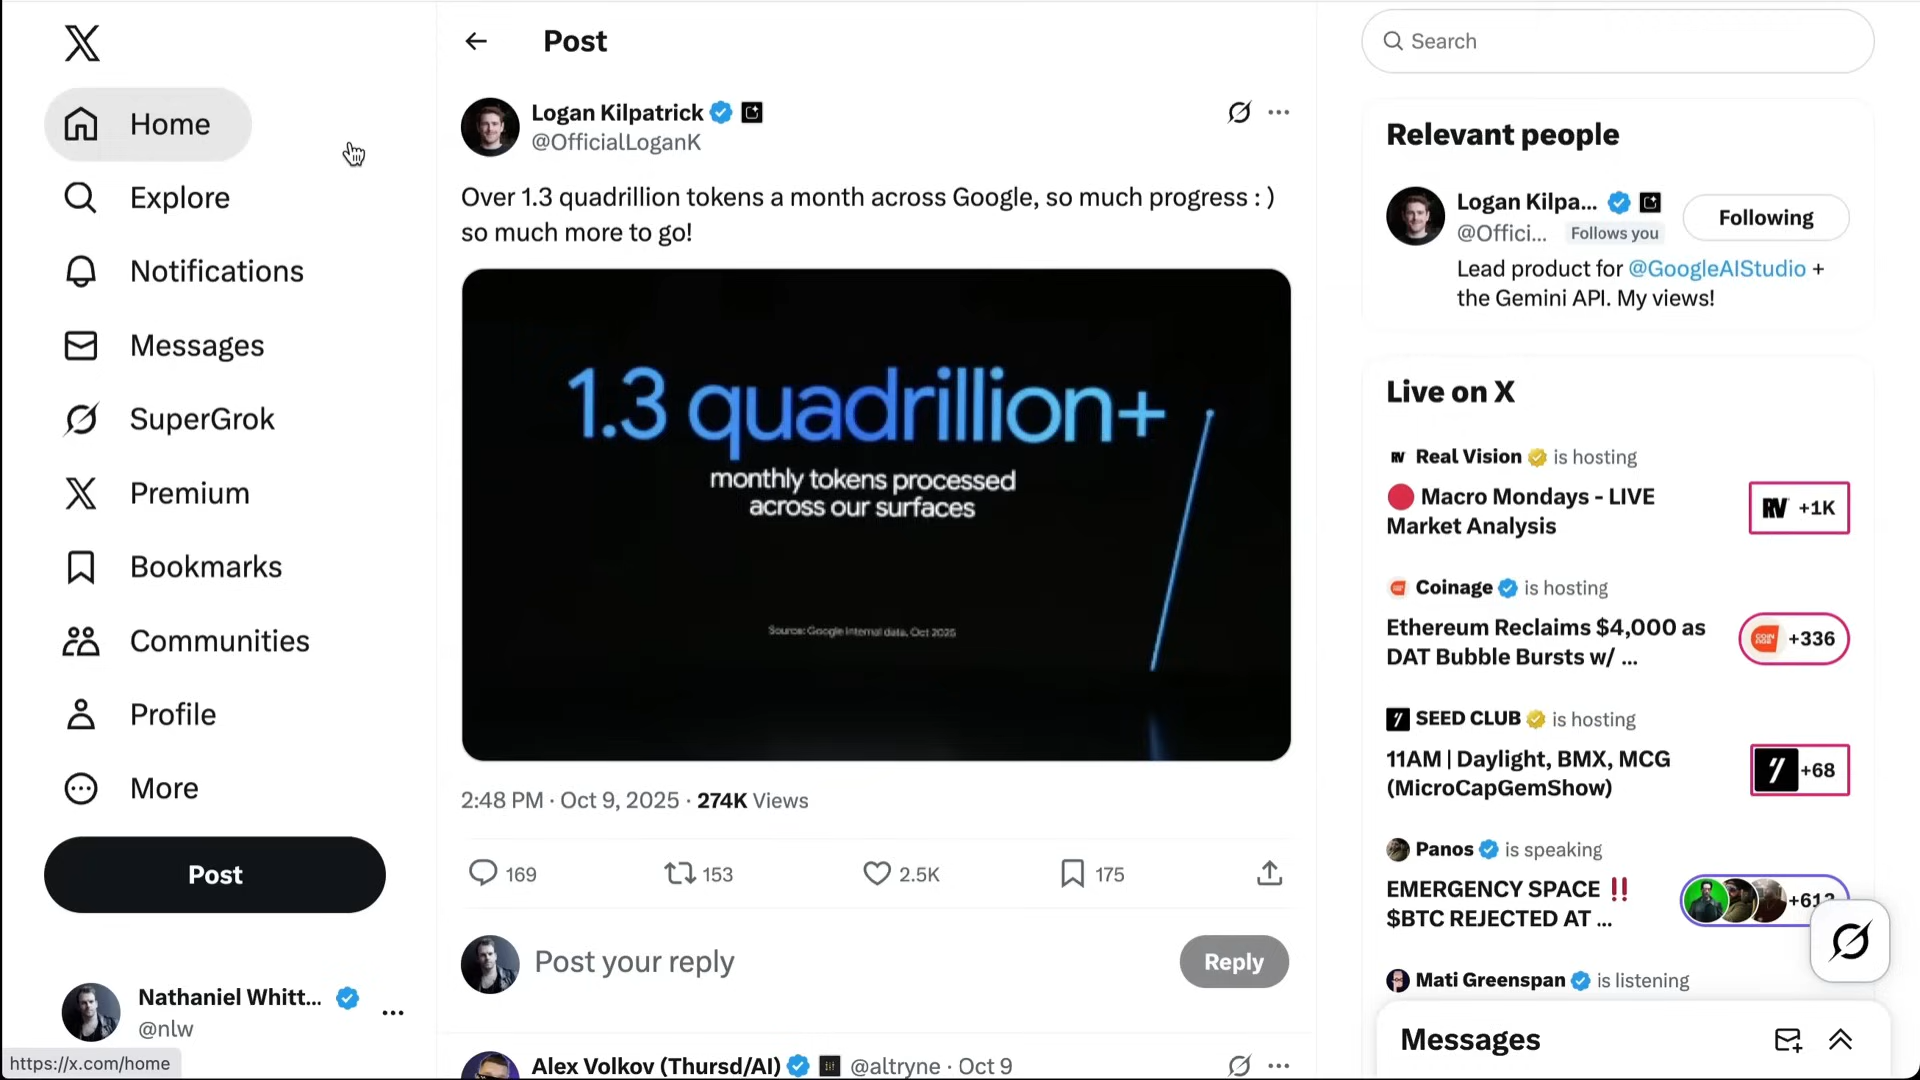 Home
Explore
Notifications
Messages
SuperGrok
Premium
Bookmarks
Communities
Profile
More
Post
Nathaniel Whitt...
@nlw
https://x.com/home
Post
Logan Kilpatrick
@OfficialLoganK
Over 1.3 quadrillion tokens a month across Google, so much progress : )
so much more to go!
1.3 quadrillion+
monthly tokens processed
across our surfaces
Source: Google internal data, Oct 2025
2:48 PM · Oct 9, 2025 · 274K Views
169 153 2.5K 175
Post your reply
Reply
Alex Volkov (Thursd/AI) @altryne · Oct 9
Search
Relevant people
Logan Kilpa...
@Offici... Follows you
Following
Lead product for @GoogleAIStudio +
the Gemini API. My views!
Live on X
RV Real Vision is hosting
Macro Mondays - LIVE
Market Analysis
RV +1K
Coinage is hosting
Ethereum Reclaims $4,000 as
DAT Bubble Bursts w/ ...
+336
SEED CLUB is hosting
11AM | Daylight, BMX, MCG
(MicroCapGemShow)
+68
Panos is speaking
EMERGENCY SPACE ‼️
$BTC REJECTED AT ...
Mati Greenspan is listening
Messages